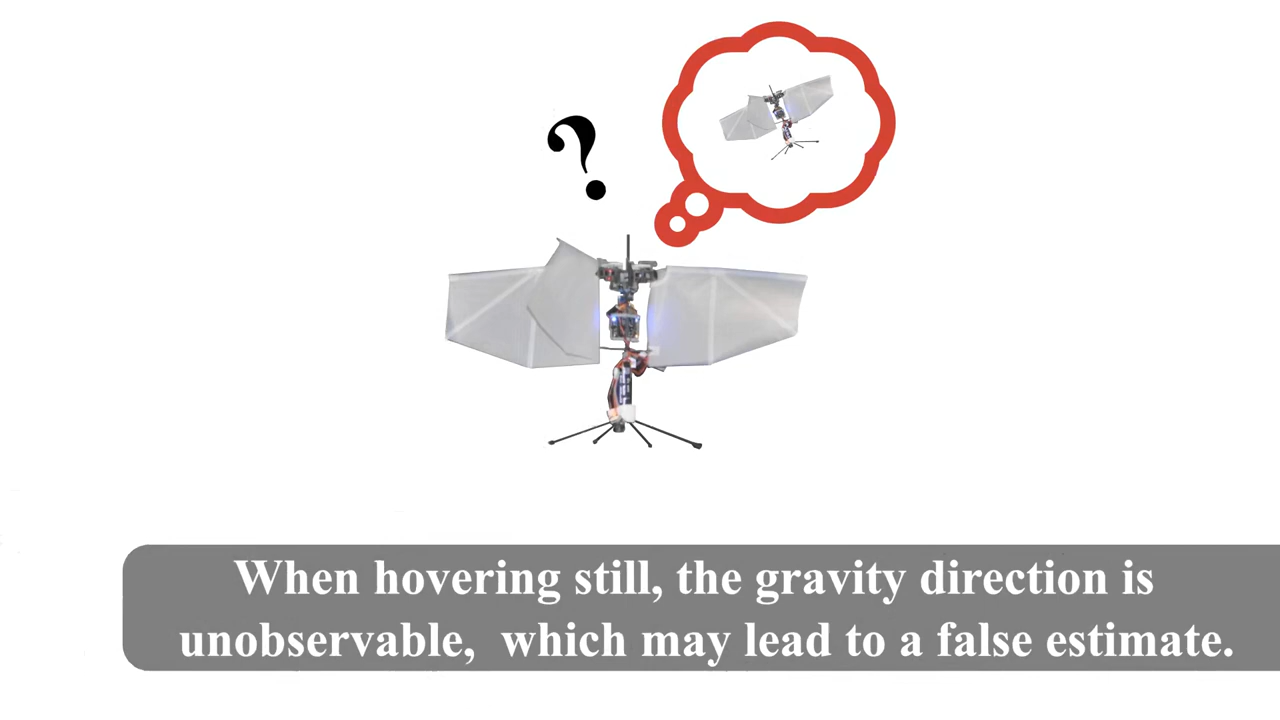 ?
When hovering still, the gravity direction is
unobservable, which may lead to a false estimate.